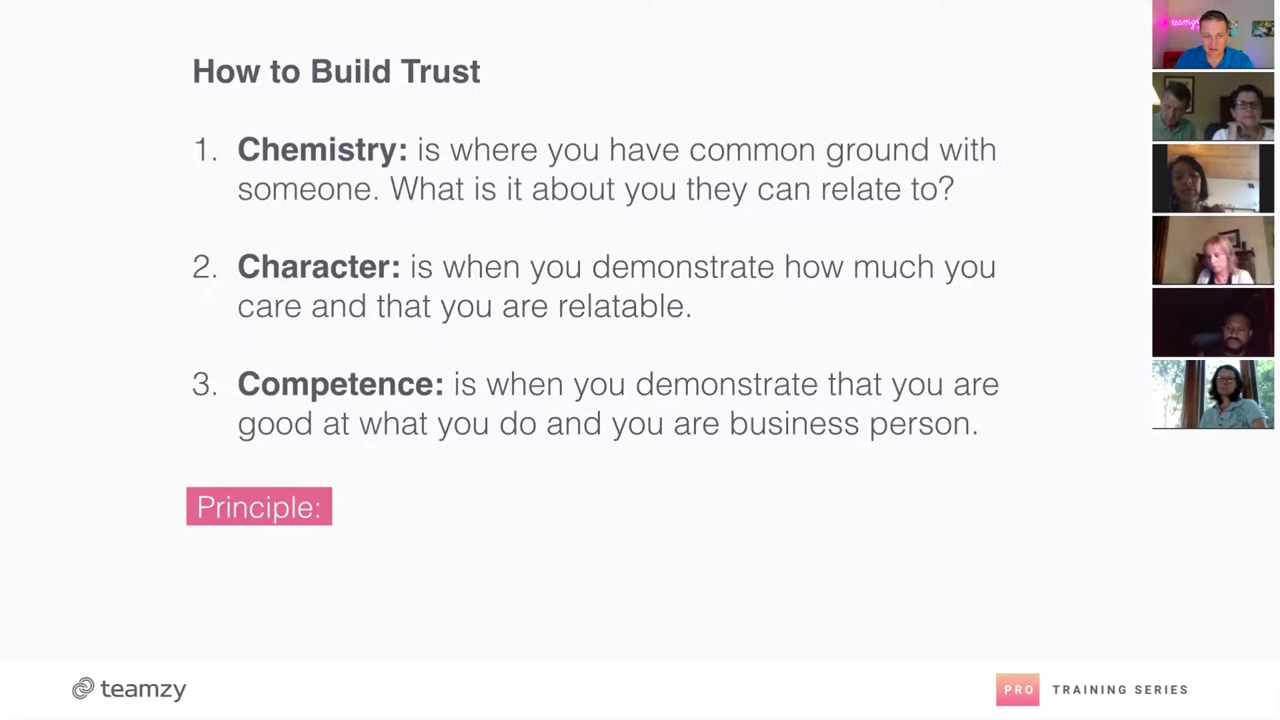 How to Build Trust
1. Chemistry: is where you have common ground with
someone. What is it about you they can relate to?
2. Character: is when you demonstrate how much you
care and that you are relatable.
3. Competence: is when you demonstrate that you are
good at what you do and you are business person.
Principle:
teamzy
PRO TRAINING SERIES